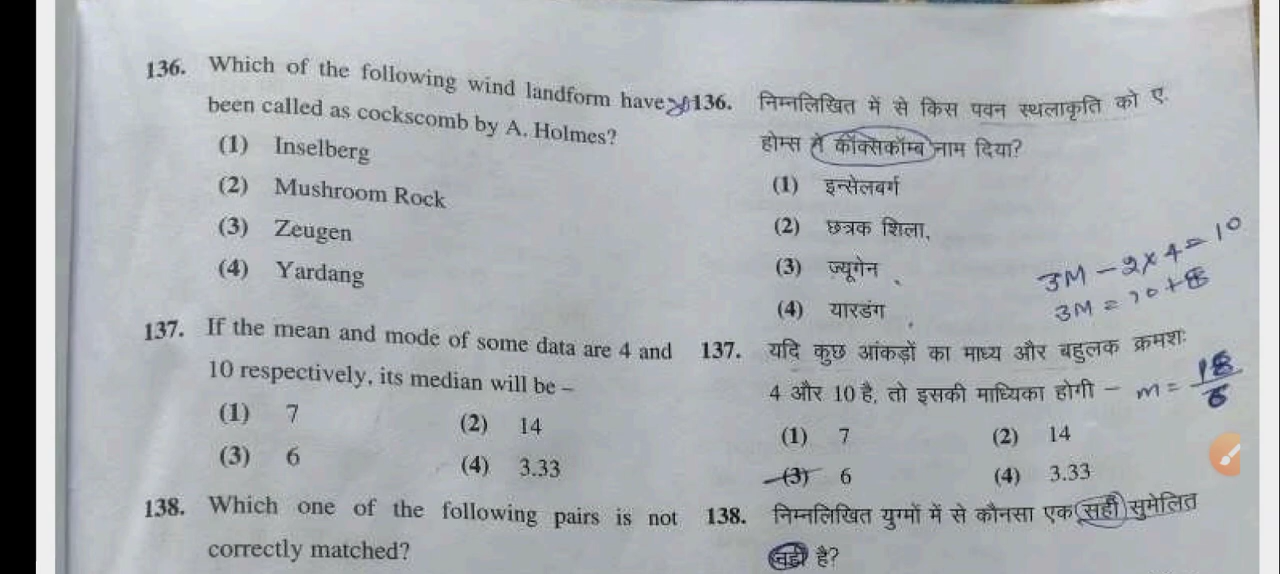 136. Which of the following wind landform have
been called as cockscomb by A. Holmes?
(1) Inselberg
(2) Mushroom Rock
(3) Zeugen
(4) Yardang
137. If the mean and mode of some data are 4 and
10 respectively, its median will be –
(1) 7 (2) 14
(3) 6 (4) 3.33
138. Which one of the following pairs is not
correctly matched?
136. निम्नलिखित में से किस पवन स्थलाकृति को ए.
होम्स ने कॉक्सकॉम्ब नाम दिया?
(1) इन्सेलबर्ग
(2) छत्रक शिला
(3) ज्यूगेन
(4) यारडंग
3M - 2 x 4 = 10
3M = 10 + 8
137. यदि कुछ आंकड़ों का माध्य और बहुलक क्रमशः
4 और 10 है, तो इसकी माध्यिका होगी –
m = 18
(1) 7 (2) 14
(3) 6 (4) 3.33
138. निम्नलिखित युग्मों में से कौनसा एक सही सुमेलित
नहीं है?